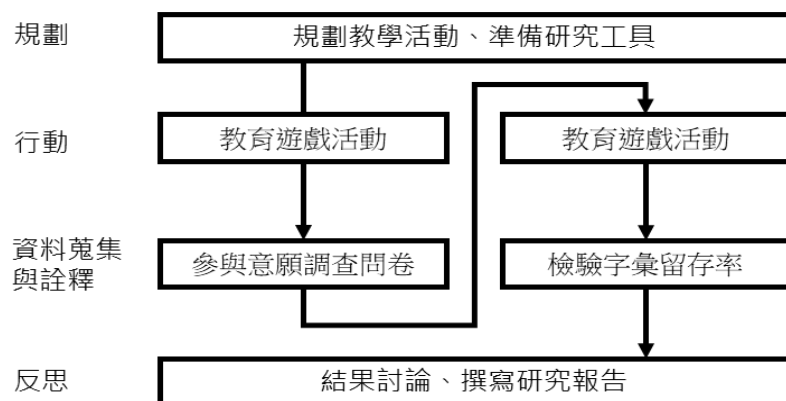 規劃
規劃教學活動、準備研究工具
行動
教育遊戲活動
教育遊戲活動
資料蒐集
與詮釋
參與意願調查問卷
檢驗字彙留存率
反思
結果討論、撰寫研究報告